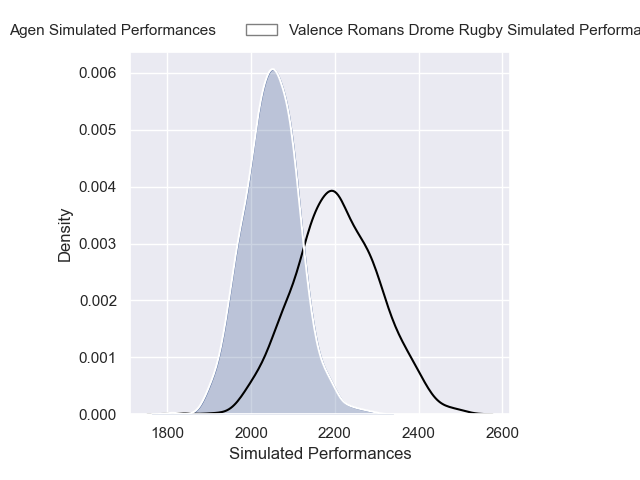 Agen Simulated Performances
Valence Romans Drome Rugby Simulated Performa
0.006
0.005
0.004
0.003
0.002
0.001
0.000
Density
1800 2000 2200 2400 2600
Simulated Performances